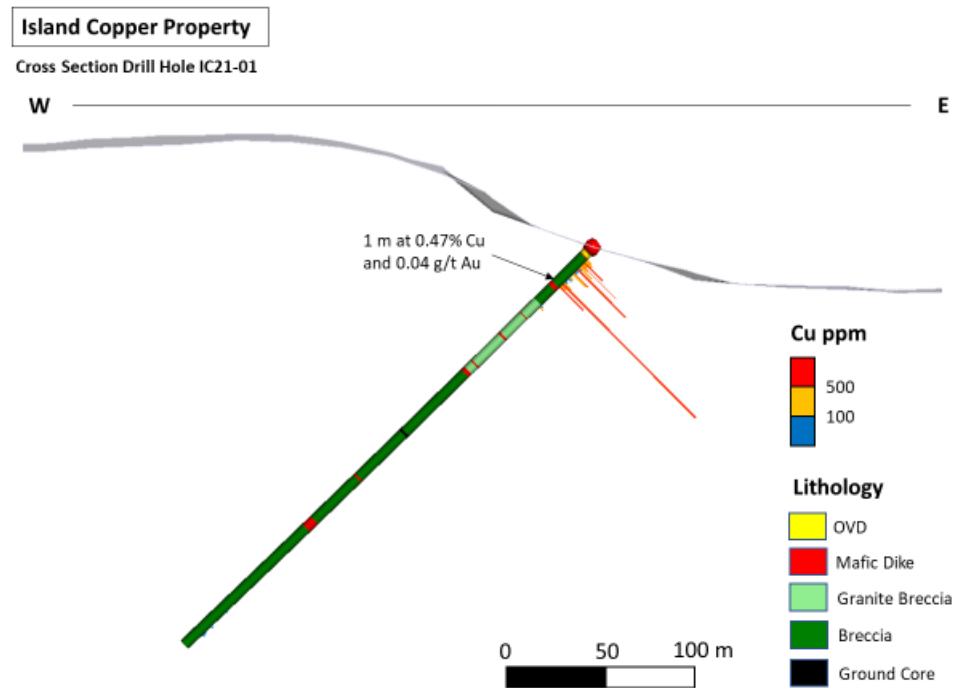 Island Copper Property
Cross Section Drill Hole IC21-01
W
E
1 m at 0.47% Cu
and 0.04 g/t Au
Cu ppm
500
100
Lithology
OVD
Mafic Dike
Granite Breccia
Breccia
Ground Core
0 50 100 m